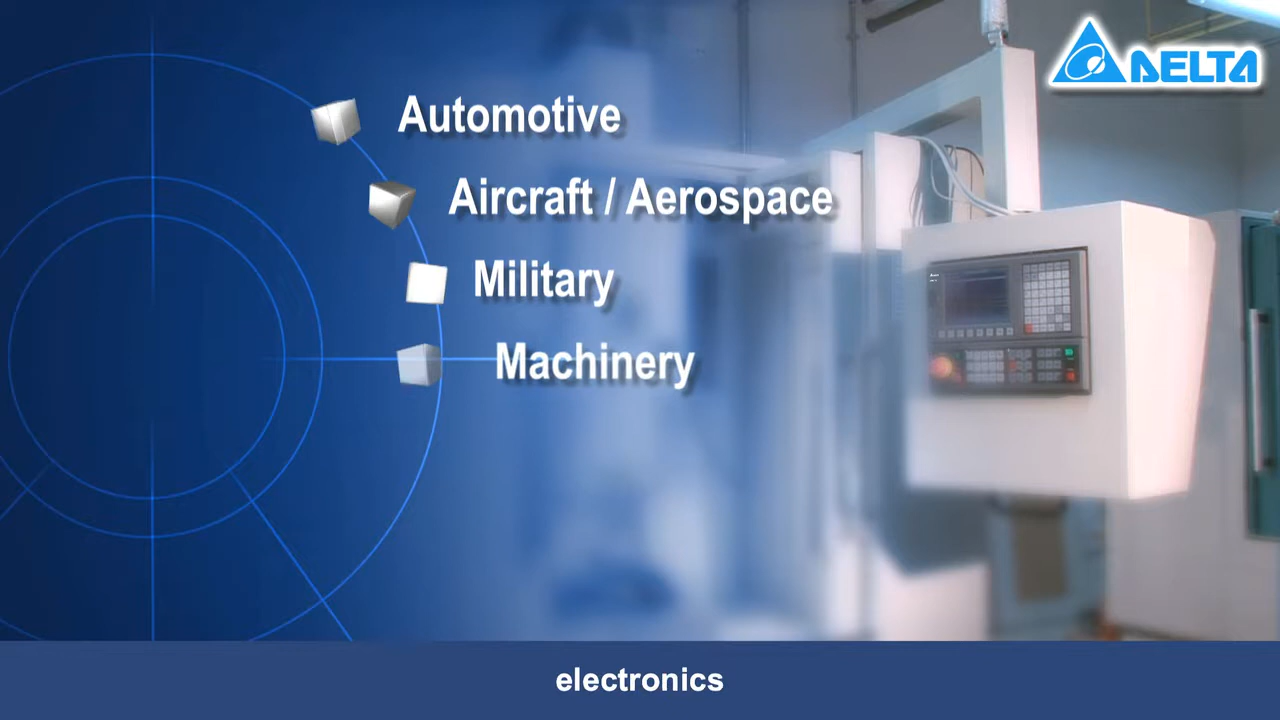 DELTA
Automotive
Aircraft / Aerospace
Military
Machinery
electronics